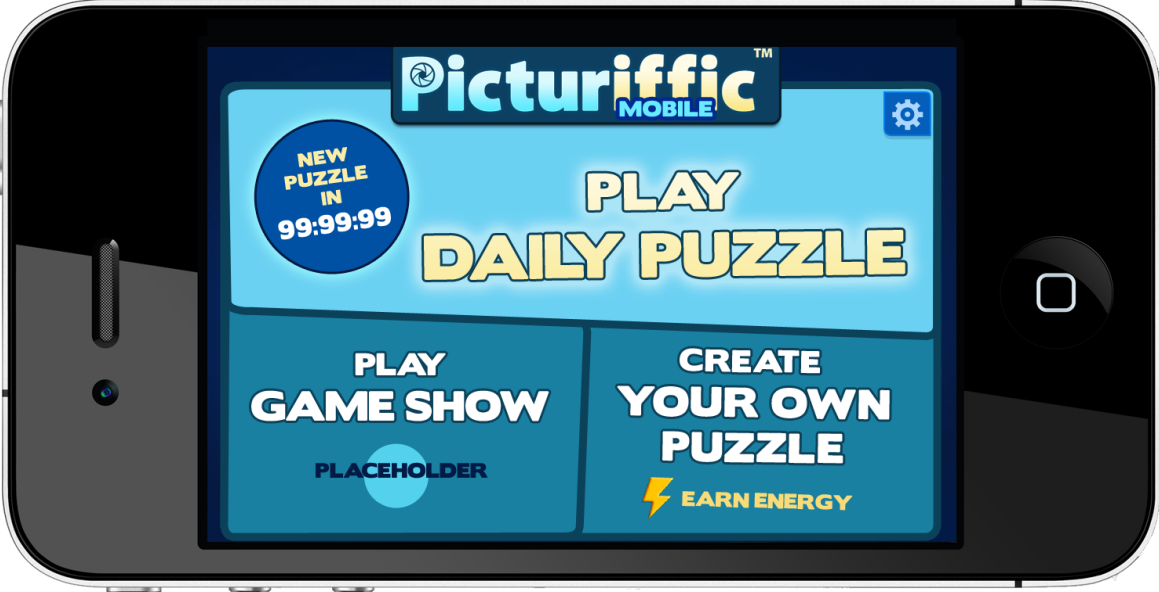 Picturiffic™
MOBILE
NEW
PUZZLE
IN
99:99:99
PLAY
DAILY PUZZLE
PLAY
GAME SHOW
PLACEHOLDER
CREATE
YOUR OWN
PUZZLE
EARN ENERGY